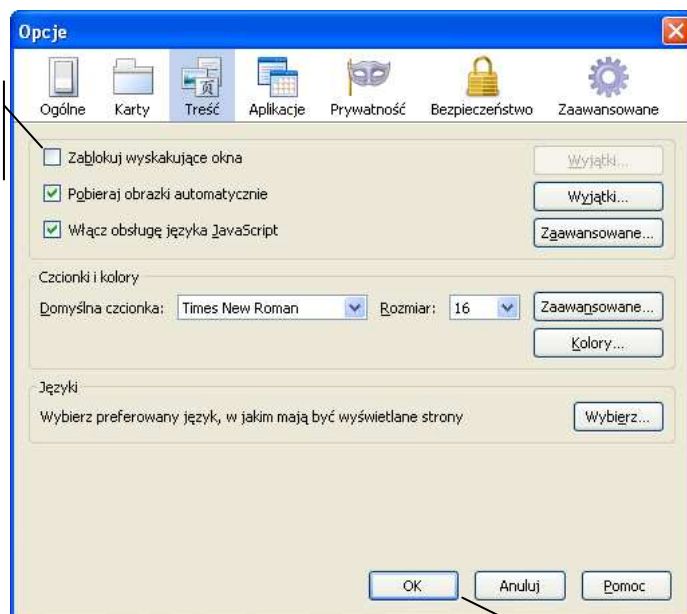 Opcje
Ogólne Karty Treść Aplikacje Prywatność Bezpieczeństwo Zaawansowane
Zablokuj wyskakujące okna Wyjątki...
Pobieraj obrazki automatycznie Wyjątki...
Włącz obsługę języka JavaScript Zaawansowane...
Czcionki i kolory
Domyślna czcionka: Times New Roman Rozmiar: 16 Zaawansowane...
Kolory...
Języki
Wybierz preferowany język, w jakim mają być wyświetlane strony Wybierz...
OK Anuluj Pomoc